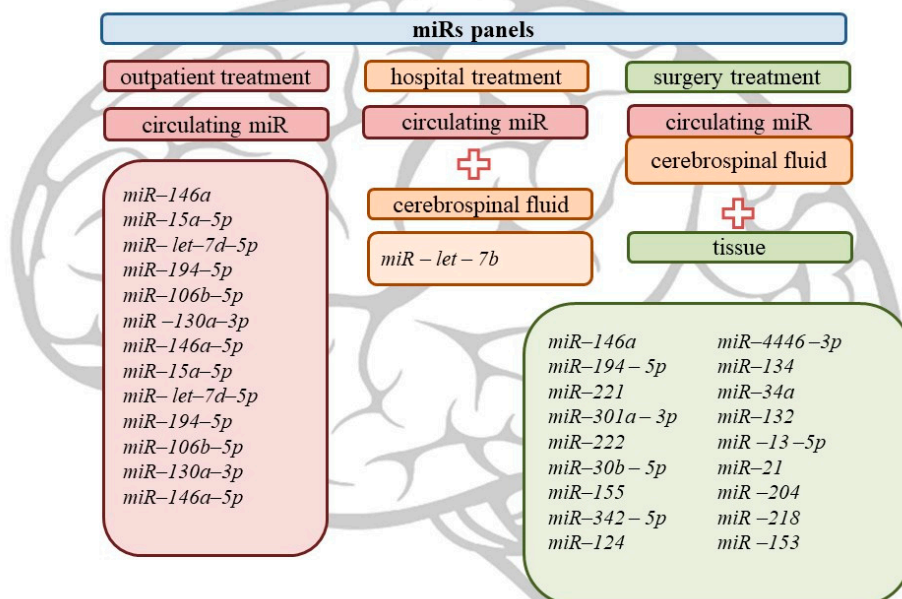 miRs panels
outpatient treatment
circulating miR
miR–146a
miR–15a–5p
miR– let–7d–5p
miR–194–5p
miR–106b–5p
miR –130a–3p
miR–146a–5p
miR–15a–5p
miR– let–7d–5p
miR–194–5p
miR–106b–5p
miR–130a–3p
miR–146a–5p
hospital treatment
circulating miR
cerebrospinal fluid
miR – let – 7b
surgery treatment
circulating miR
cerebrospinal fluid
tissue
miR–146a
miR–194 – 5p
miR–221
miR–301a – 3p
miR–222
miR–30b – 5p
miR–155
miR–342 – 5p
miR–124
miR–4446 –3p
miR–134
miR–34a
miR–132
miR –13 –5p
miR–21
miR –204
miR –218
miR –153